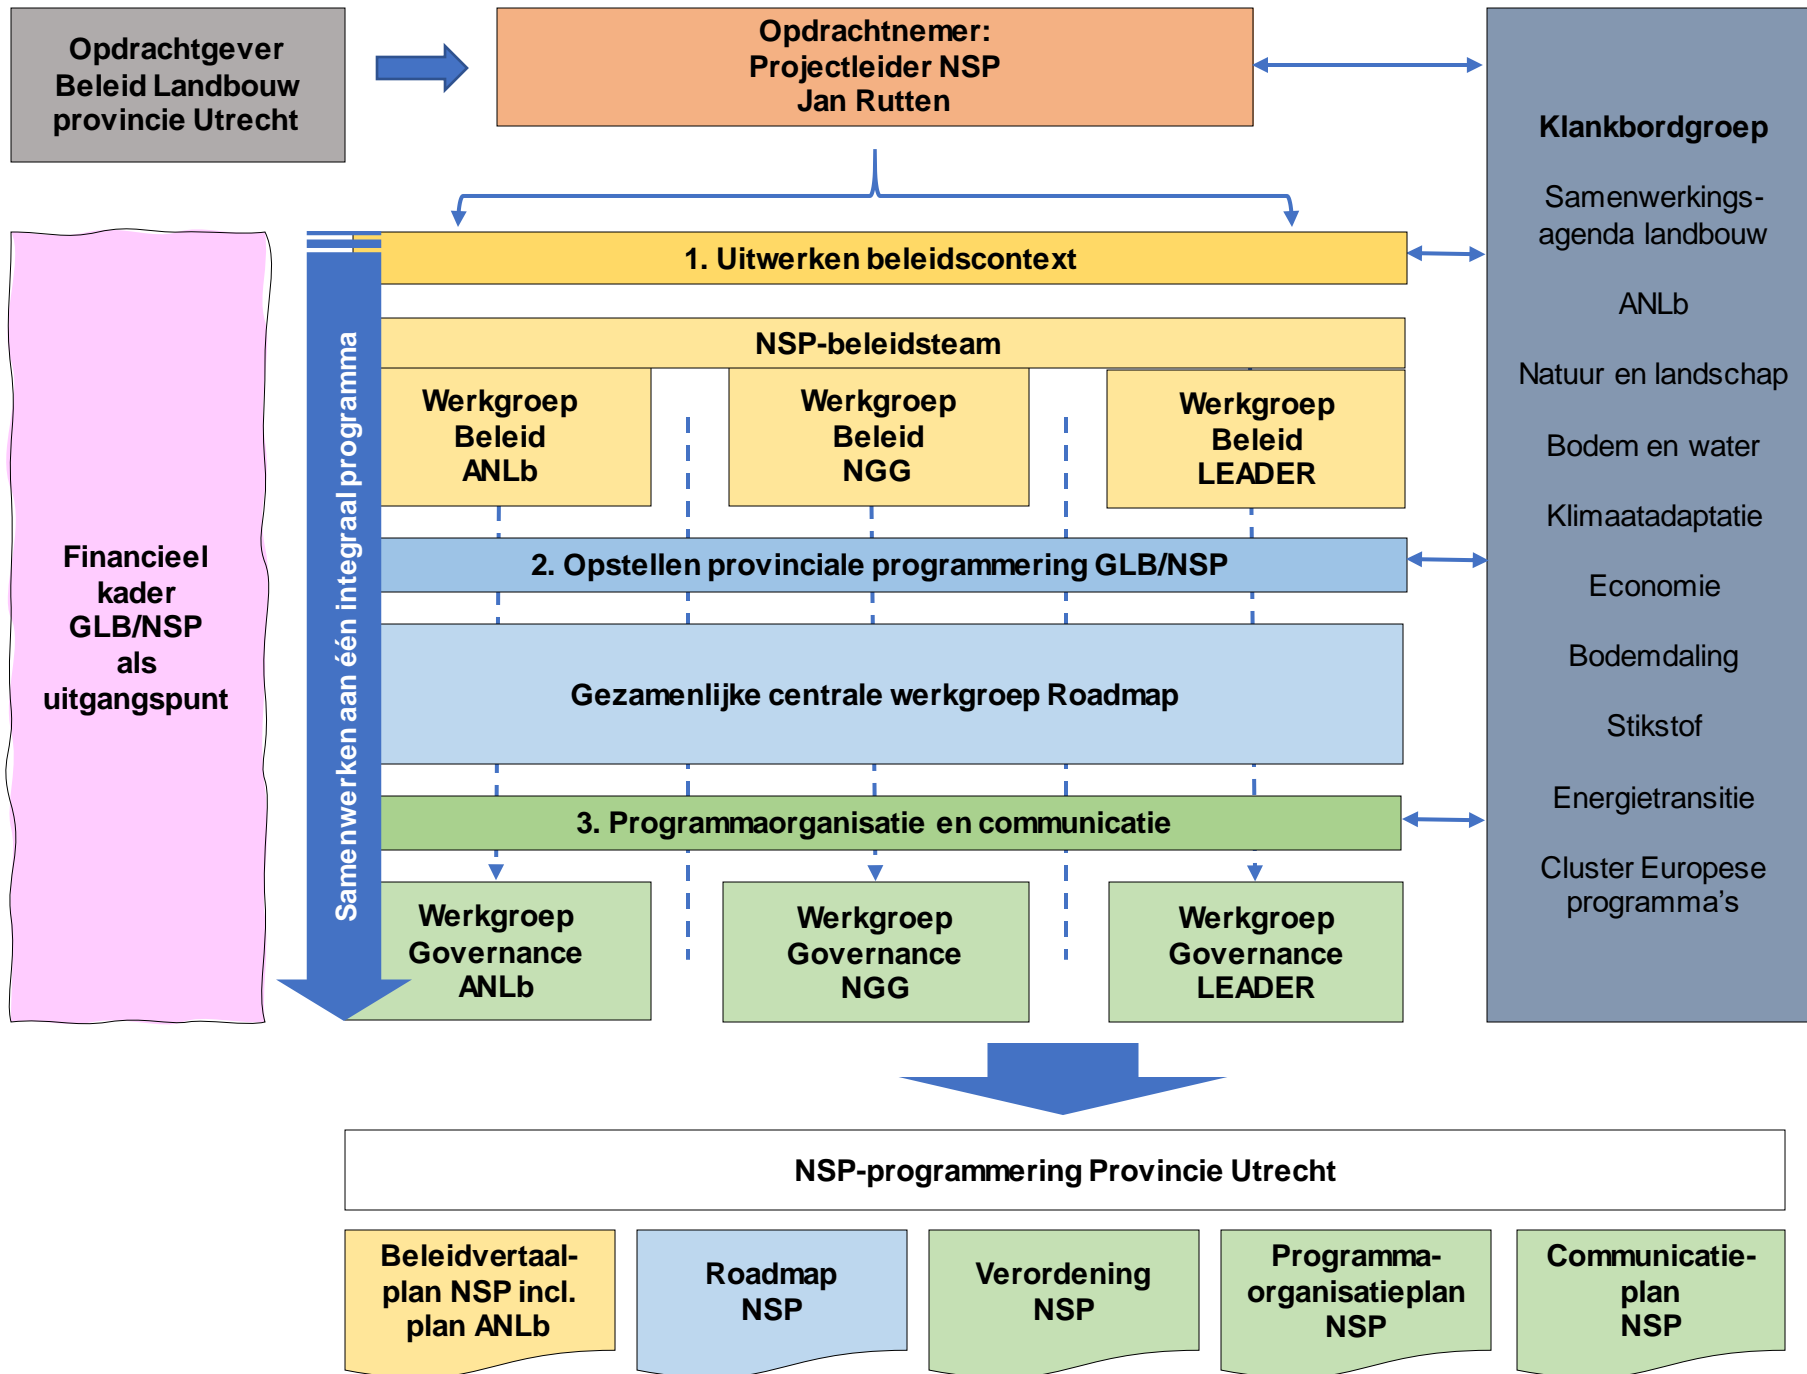 Opdrachtgever
Beleid Landbouw
provincie Utrecht
Opdrachtnemer:
Projectleider NSP
Jan Rutten
Klankbordgroep
Samenwerkings-
agenda landbouw
ANLb
Natuur en landschap
Bodem en water
Klimaatadaptatie
Economie
Bodemdaling
Stikstof
Energietransitie
Cluster Europese
programma's
Financieel
kader
GLB/NSP
als
uitgangspunt
Samenwerken aan één integraal programma
1. Uitwerken beleidscontext
NSP-beleidsteam
Werkgroep
Beleid
ANLb
Werkgroep
Beleid
NGG
Werkgroep
Beleid
LEADER
2. Opstellen provinciale programmering GLB/NSP
Gezamenlijke centrale werkgroep Roadmap
3. Programmaorganisatie en communicatie
Werkgroep
Governance
ANLb
Werkgroep
Governance
NGG
Werkgroep
Governance
LEADER
NSP-programmering Provincie Utrecht
Beleidvertaal-
plan NSP incl.
plan ANLb
Roadmap
NSP
Verordening
NSP
Programma-
organisatieplan
NSP
Communicatie-
plan
NSP